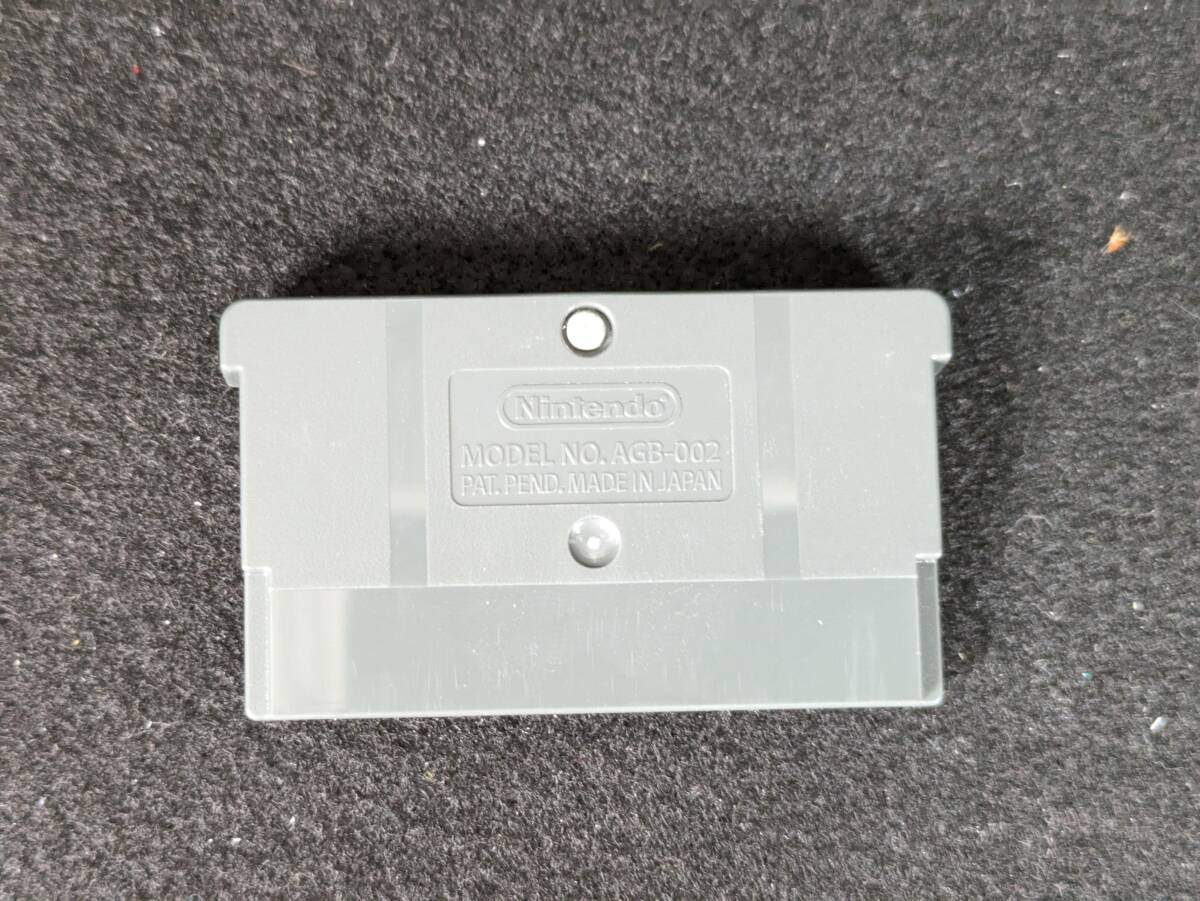 Nintendo®
MODEL NO. AGB-002
PAT. PEND. MADE IN JAPAN